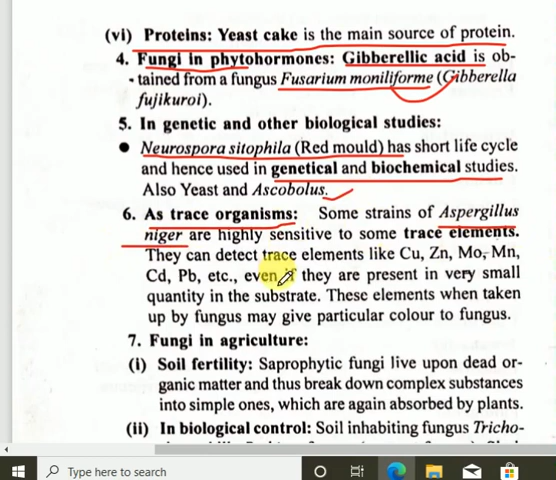 (vi) Proteins: Yeast cake is the main source of protein.
4. Fungi in phytohormones: Gibberellic acid is ob-
tained from a fungus Fusarium moniliforme (Gibberella
fujikuroi).
5. In genetic and other biological studies:
● Neurospora sitophila (Red mould) has short life cycle
and hence used in genetical and biochemical studies.
Also Yeast and Ascobolus.
6. As trace organisms: Some strains of Aspergillus
niger are highly sensitive to some trace elements.
They can detect trace elements like Cu, Zn, Mo, Mn,
Cd, Pb, etc., even if they are present in very small
quantity in the substrate. These elements when taken
up by fungus may give particular colour to fungus.
7. Fungi in agriculture:
(i) Soil fertility: Saprophytic fungi live upon dead or-
ganic matter and thus break down complex substances
into simple ones, which are again absorbed by plants.
(ii) In biological control: Soil inhabiting fungus Tricho-
Type here to search